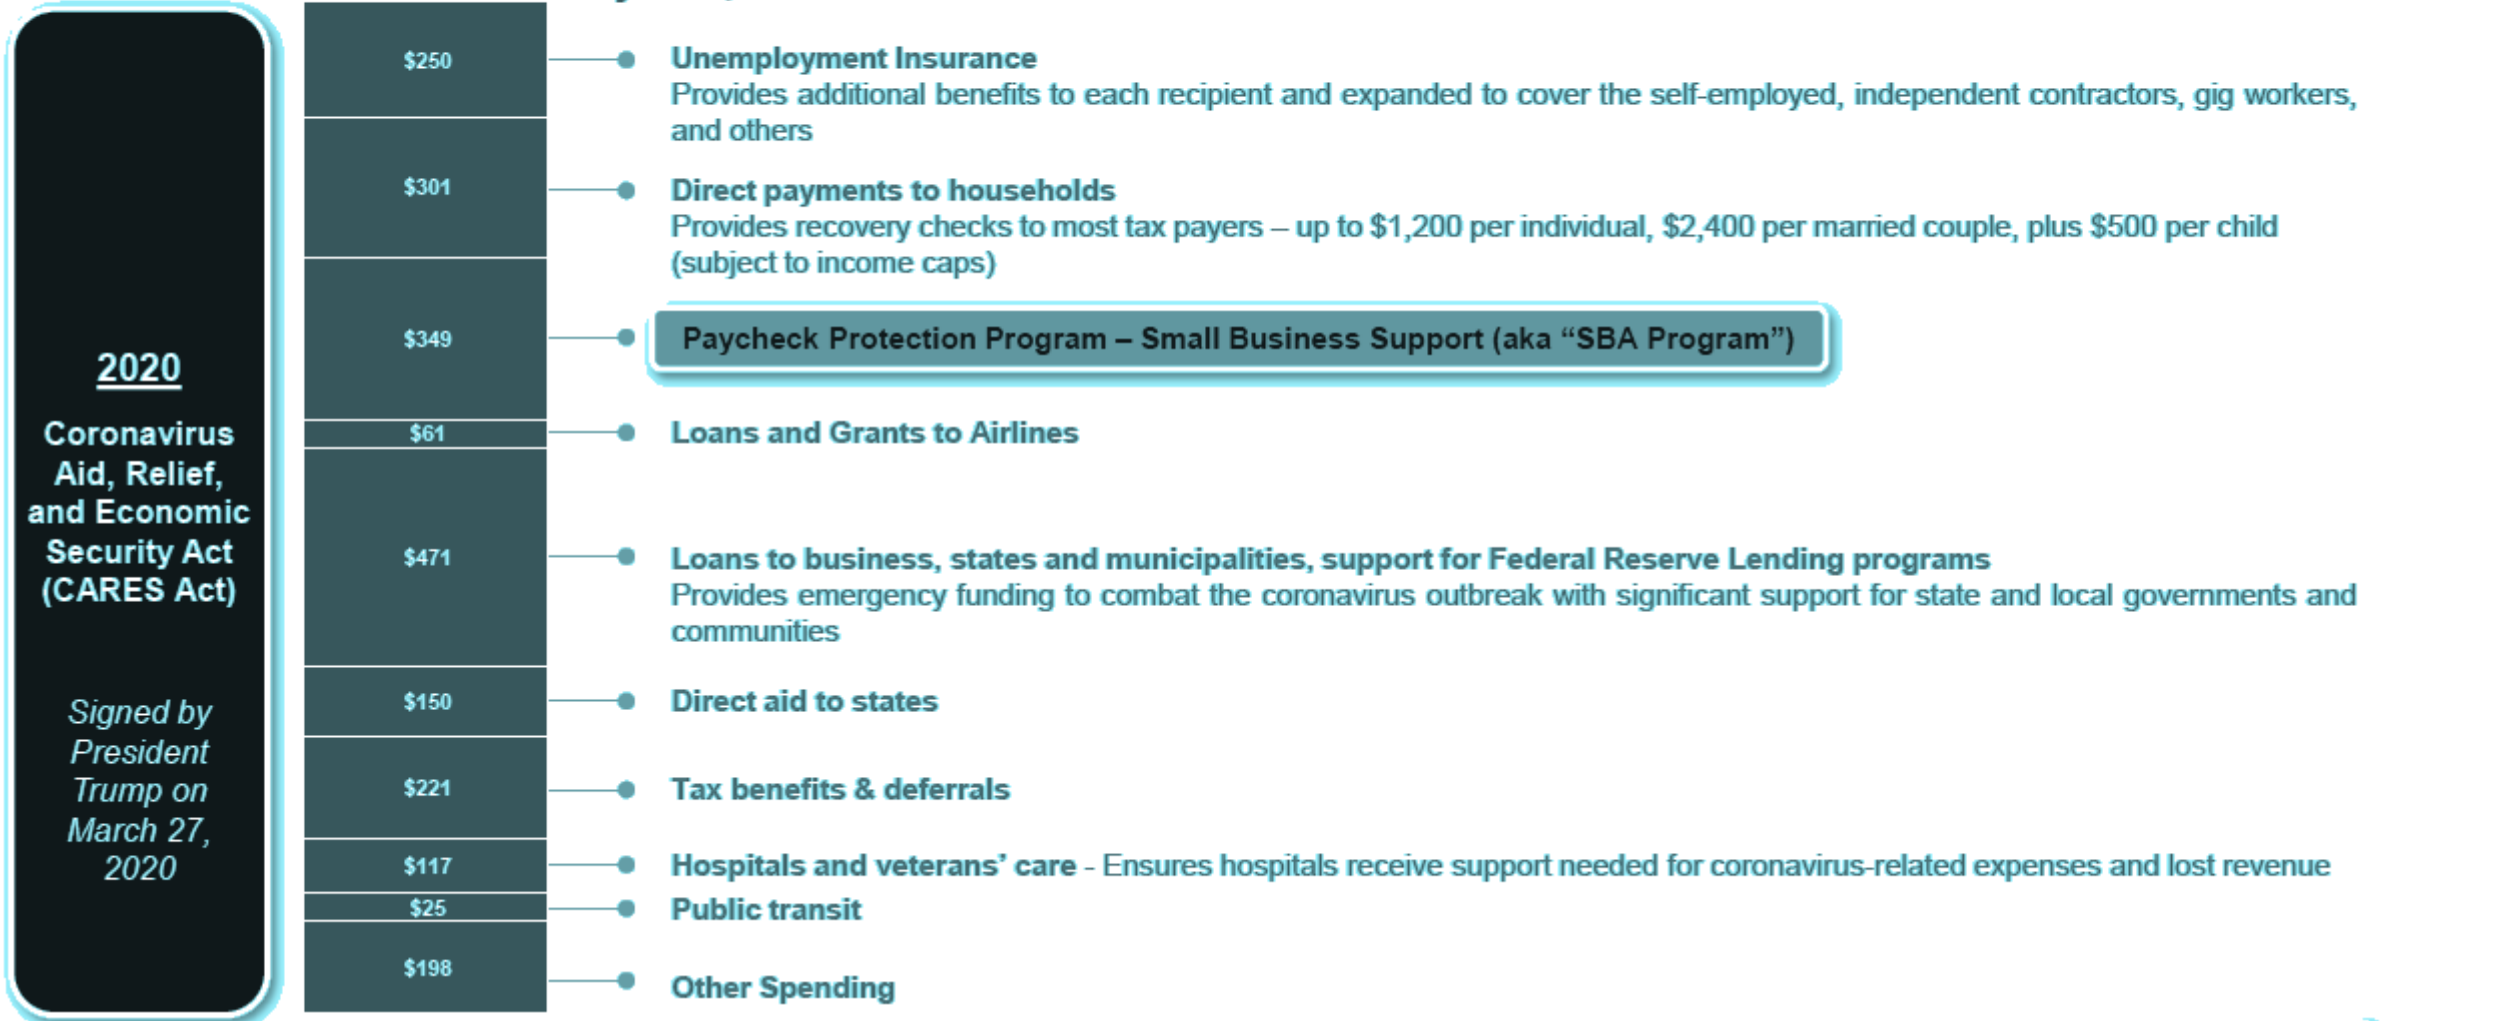 2020
Coronavirus
Aid, Relief,
and Economic
Security Act
(CARES Act)
Signed by
President
Trump on
March 27,
2020
$250
Unemployment Insurance
Provides additional benefits to each recipient and expanded to cover the self-employed, independent contractors, gig workers,
and others
$301
Direct payments to households
Provides recovery checks to most tax payers – up to $1,200 per individual, $2,400 per married couple, plus $500 per child
(subject to income caps)
$349
Paycheck Protection Program – Small Business Support (aka “SBA Program”)
$61
Loans and Grants to Airlines
$471
Loans to business, states and municipalities, support for Federal Reserve Lending programs
Provides emergency funding to combat the coronavirus outbreak with significant support for state and local governments and
communities
$150
Direct aid to states
$221
Tax benefits & deferrals
$117
Hospitals and veterans’ care - Ensures hospitals receive support needed for coronavirus-related expenses and lost revenue
$25
Public transit
$198
Other Spending